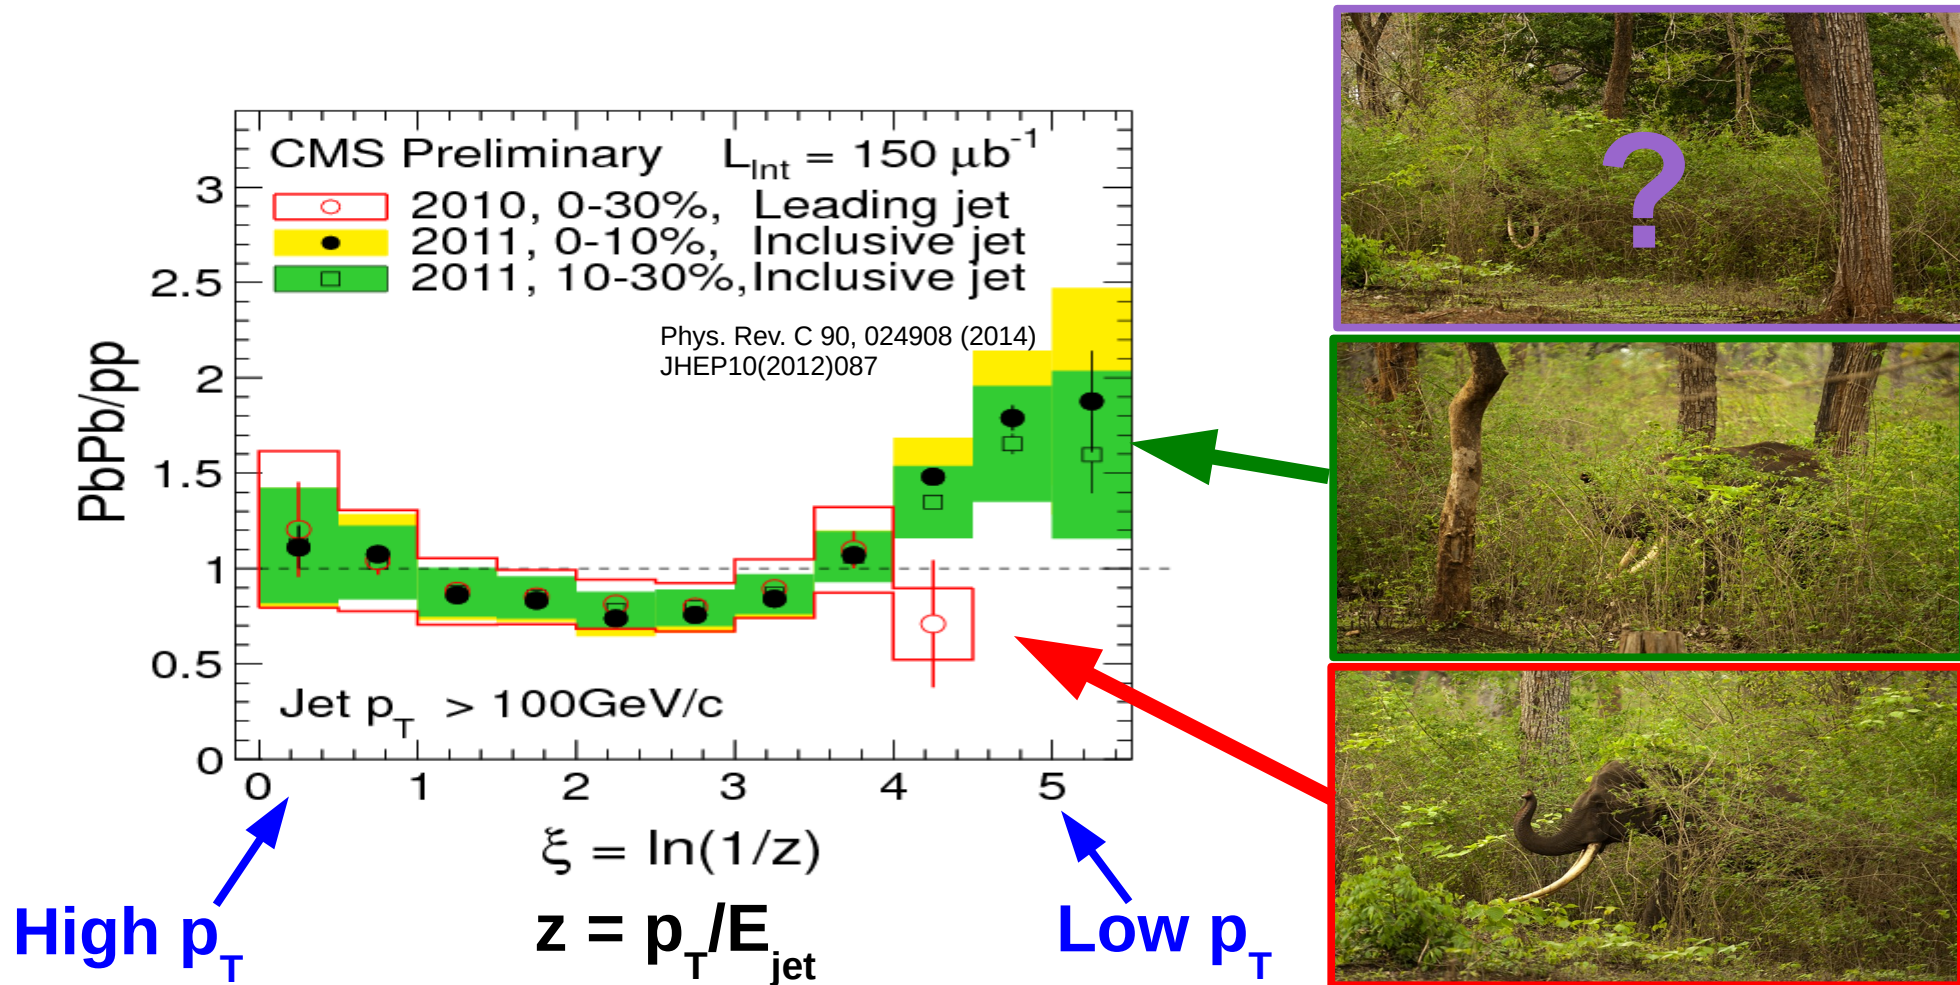 CMS Preliminary L_Int = 150 μb^-1
2010, 0-30%, Leading jet
2011, 0-10%, Inclusive jet
2011, 10-30%, Inclusive jet
Phys. Rev. C 90, 024908 (2014)
JHEP10(2012)087
Jet p_T > 100GeV/c
PbPb/pp
3
2.5
2
1.5
1
0.5
0
0 1 2 3 4 5
ξ = ln(1/z)
High p_T
z = p_T/E_jet
Low p_T
?